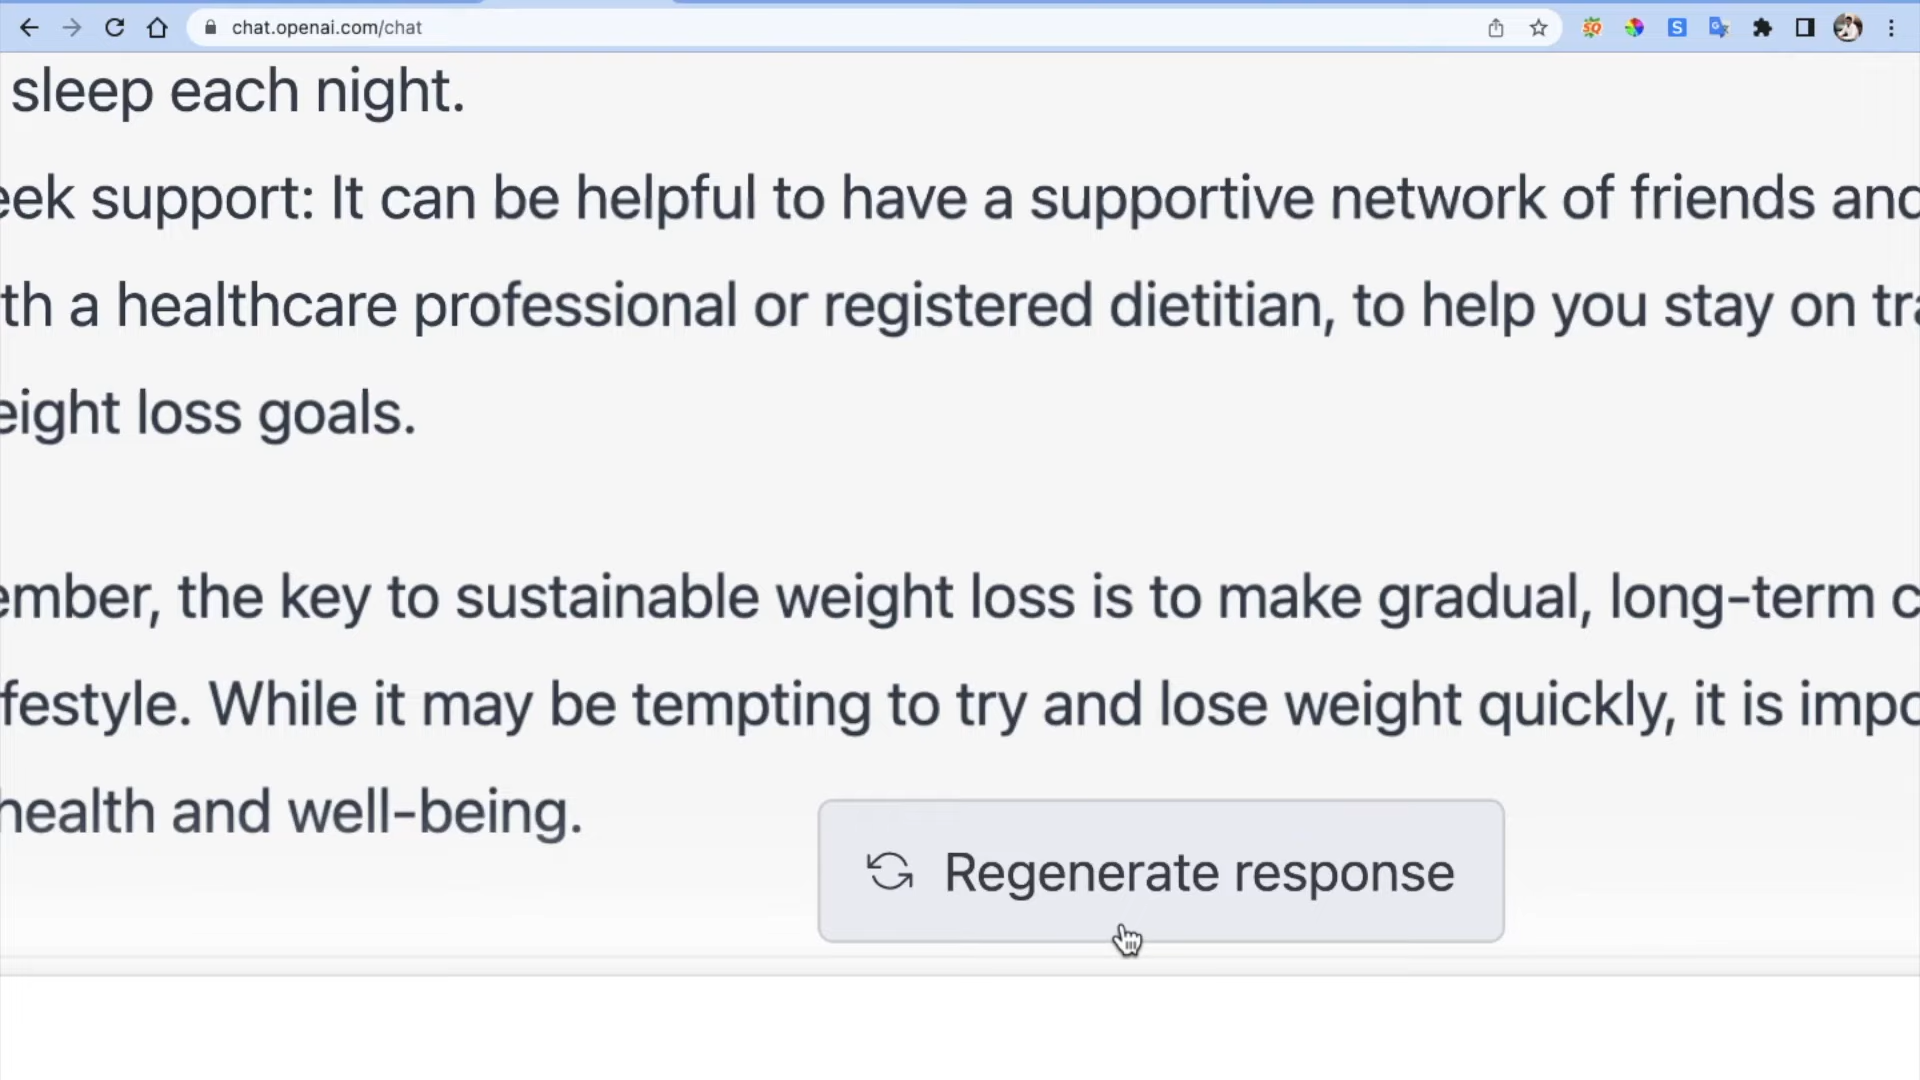 chat.openai.com/chat
sleep each night.
eek support: It can be helpful to have a supportive network of friends and
th a healthcare professional or registered dietitian, to help you stay on tra
eight loss goals.
ember, the key to sustainable weight loss is to make gradual, long-term c
festyle. While it may be tempting to try and lose weight quickly, it is impo
health and well-being.
Regenerate response